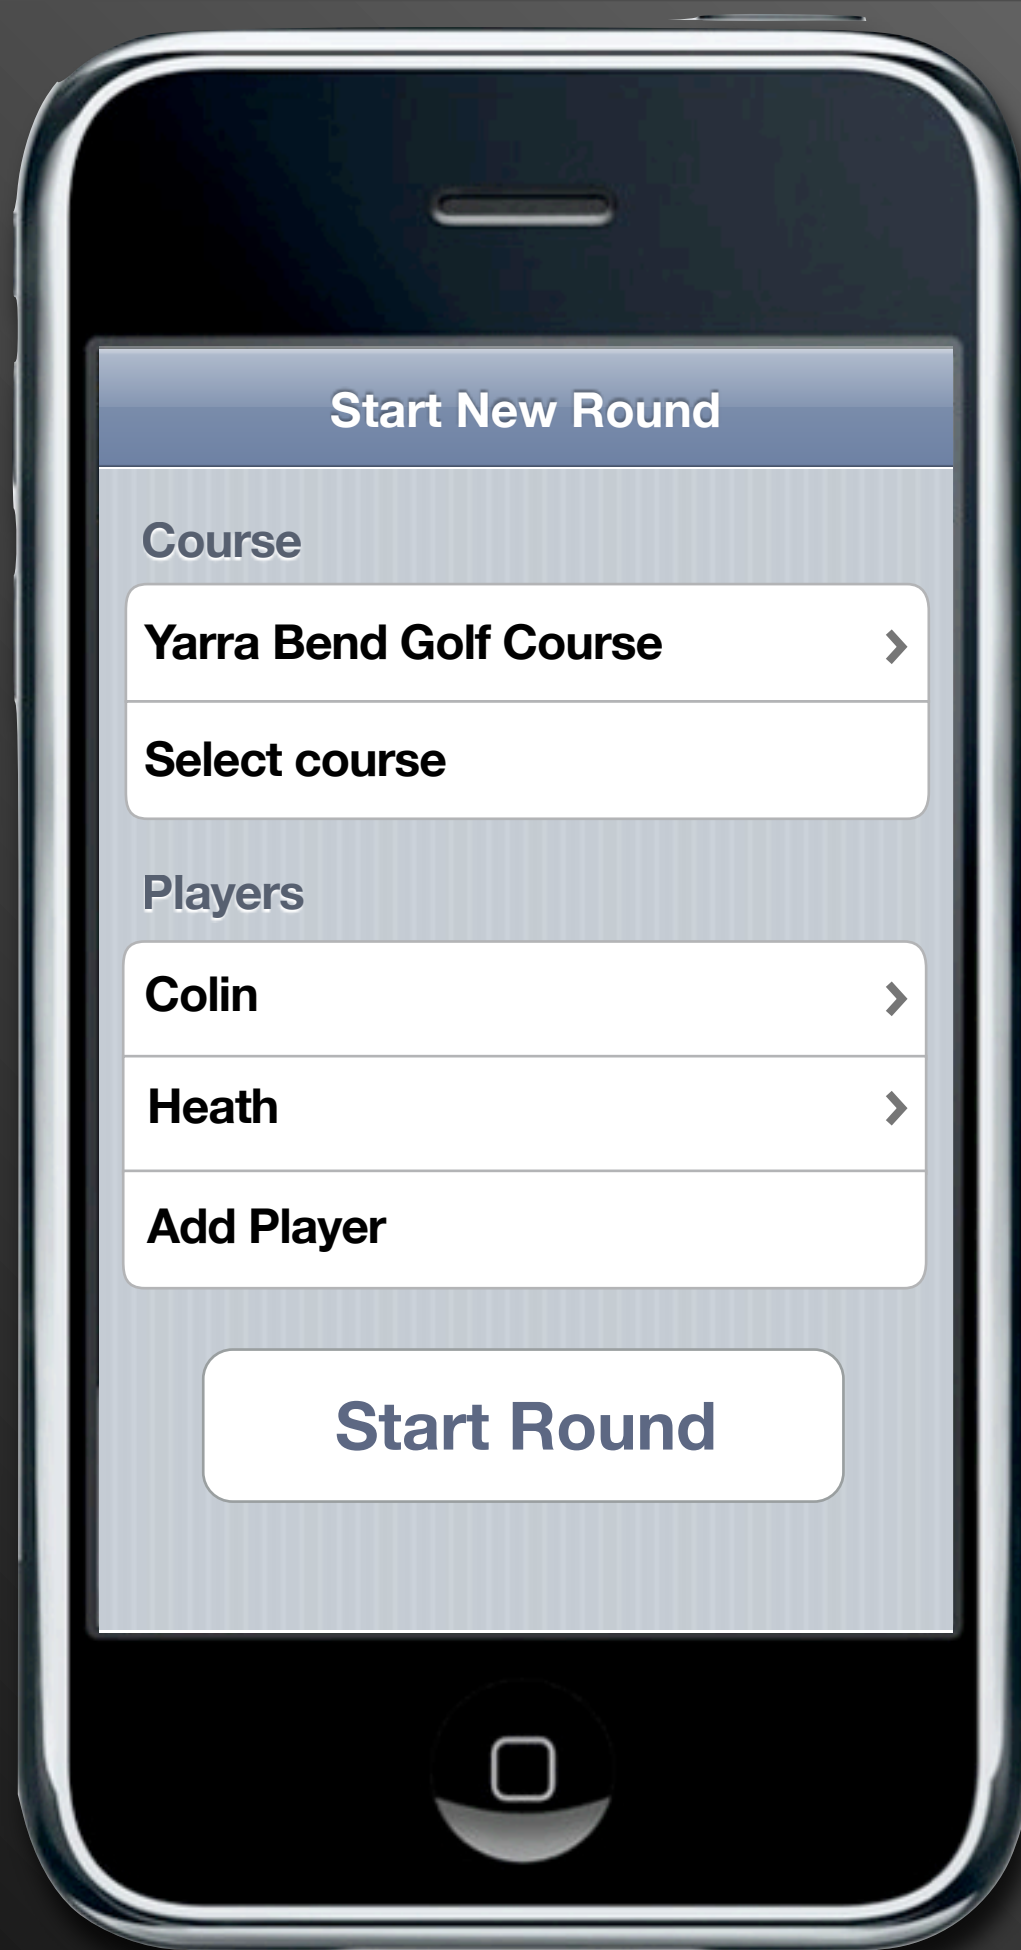 Start New Round
Course
Yarra Bend Golf Course
Select course
Players
Colin
Heath
Add Player
Start Round